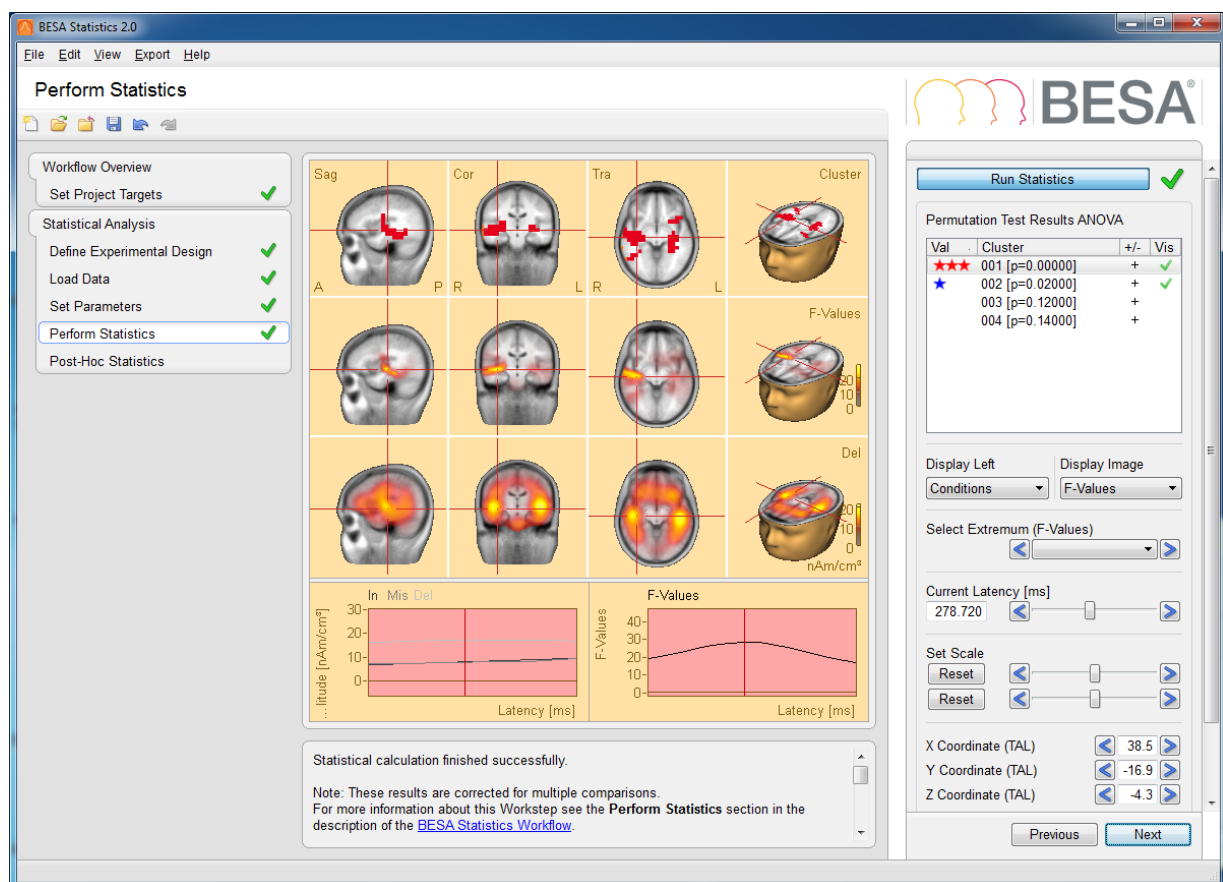 BESA Statistics 2.0
File Edit View Export Help
Perform Statistics
BESA®
Workflow Overview
Set Project Targets
Statistical Analysis
Define Experimental Design
Load Data
Set Parameters
Perform Statistics
Post-Hoc Statistics
Sag Cor Tra Cluster
A P R L R L
F-Values
20
10
0
Del
20
10
0
nAm/cm³
In Mis Del
...litude [nAm/cm³]
30
20
10
0
Latency [ms]
F-Values
F-Values
40
30
20
10
0
Latency [ms]
Statistical calculation finished successfully.
Note: These results are corrected for multiple comparisons.
For more information about this Workstep see the Perform Statistics section in the
description of the BESA Statistics Workflow.
Run Statistics
Permutation Test Results ANOVA
Val Cluster +/- Vis
001 [p=0.00000] +
002 [p=0.02000] +
003 [p=0.12000] +
004 [p=0.14000] +
Display Left Display Image
Conditions F-Values
Select Extremum (F-Values)
Current Latency [ms]
278.720
Set Scale
Reset
Reset
X Coordinate (TAL) 38.5
Y Coordinate (TAL) -16.9
Z Coordinate (TAL) -4.3
Previous Next